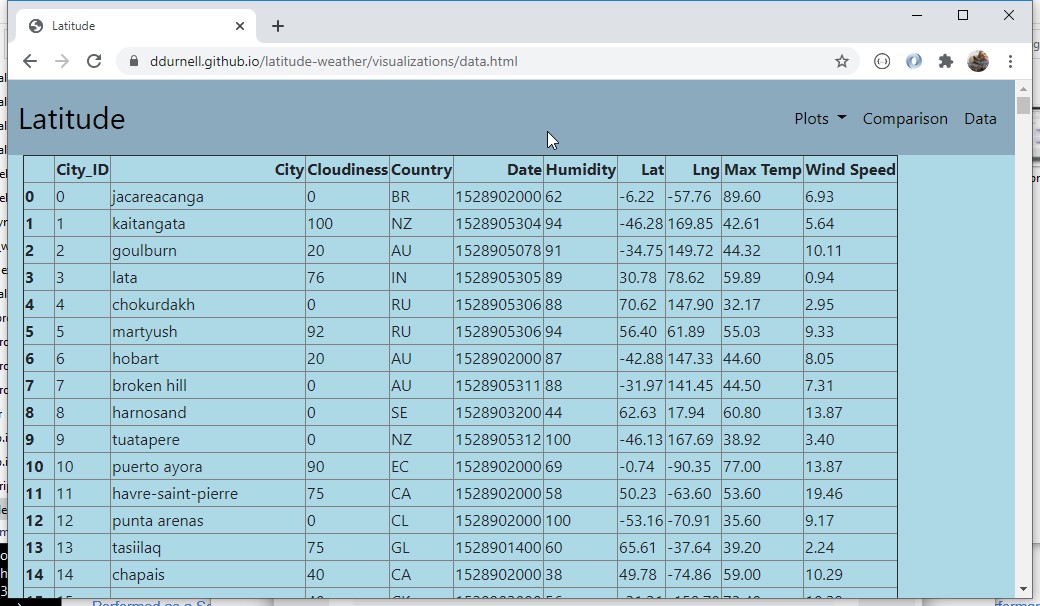 Latitude
ddurnell.github.io/latitude-weather/visualizations/data.html
Latitude Plots Comparison Data
City_ID City Cloudiness Country Date Humidity Lat Lng Max Temp Wind Speed
0 0 jacareacanga 0 BR 1528902000 62 -6.22 -57.76 89.60 6.93
1 1 kaitangata 100 NZ 1528905304 94 -46.28 169.85 42.61 5.64
2 2 goulburn 20 AU 1528905078 91 -34.75 149.72 44.32 10.11
3 3 lata 76 IN 1528905305 89 30.78 78.62 59.89 0.94
4 4 chokurdakh 0 RU 1528905306 88 70.62 147.90 32.17 2.95
5 5 martyush 92 RU 1528905306 94 56.40 61.89 55.03 9.33
6 6 hobart 20 AU 1528902000 87 -42.88 147.33 44.60 8.05
7 7 broken hill 0 AU 1528905311 88 -31.97 141.45 44.50 7.31
8 8 harnosand 0 SE 1528903200 44 62.63 17.94 60.80 13.87
9 9 tuatapere 0 NZ 1528905312 100 -46.13 167.69 38.92 3.40
10 10 puerto ayora 90 EC 1528902000 69 -0.74 -90.35 77.00 13.87
11 11 havre-saint-pierre 75 CA 1528902000 58 50.23 -63.60 53.60 19.46
12 12 punta arenas 0 CL 1528902000 100 -53.16 -70.91 35.60 9.17
13 13 tasiilaq 75 GL 1528901400 60 65.61 -37.64 39.20 2.24
14 14 chapais 40 CA 1528902000 38 49.78 -74.86 59.00 10.29